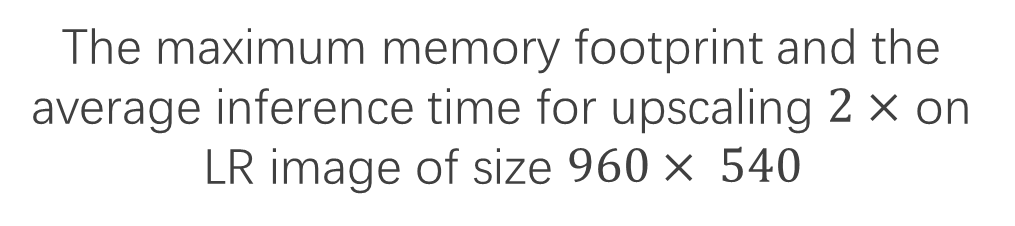 The maximum memory footprint and the
average inference time for upscaling 2 × on
LR image of size 960 × 540